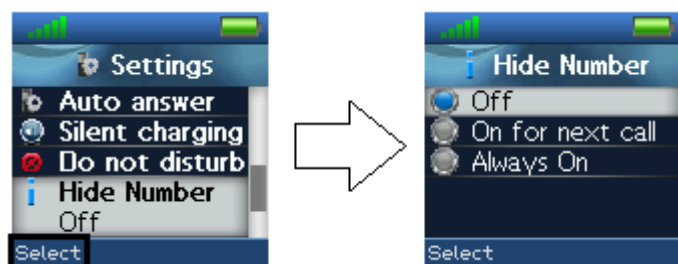 Settings
Auto answer
Silent charging
Do not disturb
Hide Number
Off
Select
Hide Number
Off
On for next call
Always On
Select